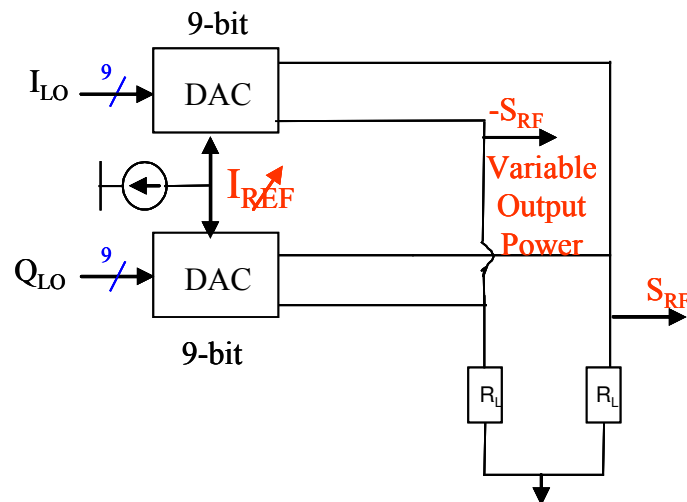 9-bit
I_LO
9
DAC
-S_RF
Variable
Output
Power
I_REF
Q_LO
9
DAC
S_RF
9-bit
R_L
R_L